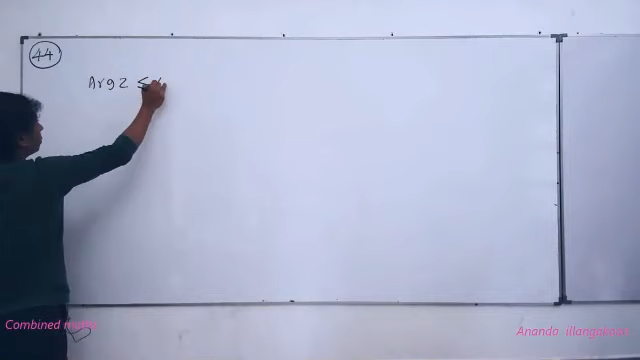 44
Arg z ≤
Combined maths
Ananda illangakoon